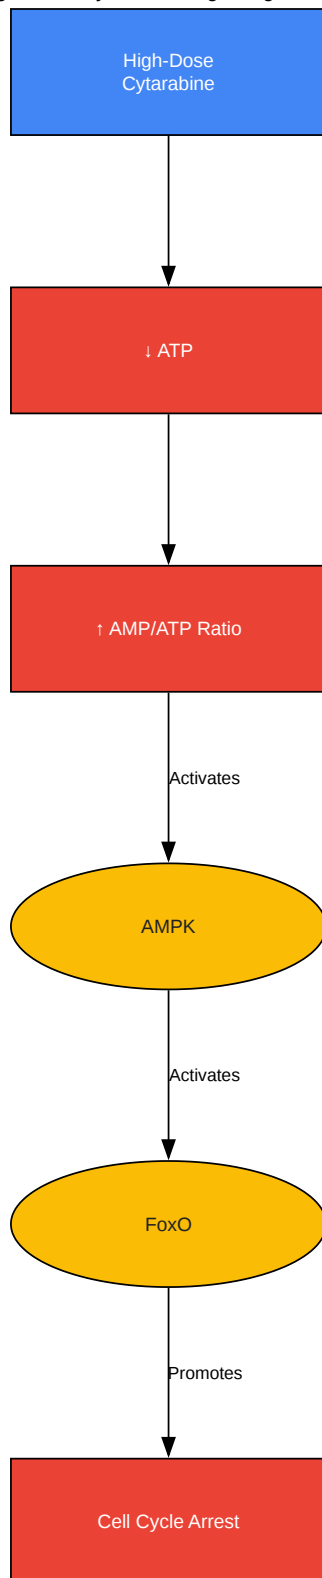 High-Dose
Cytarabine
↓ ATP
↑ AMP/ATP Ratio
Activates
AMPK
Activates
FoxO
Promotes
Cell Cycle Arrest